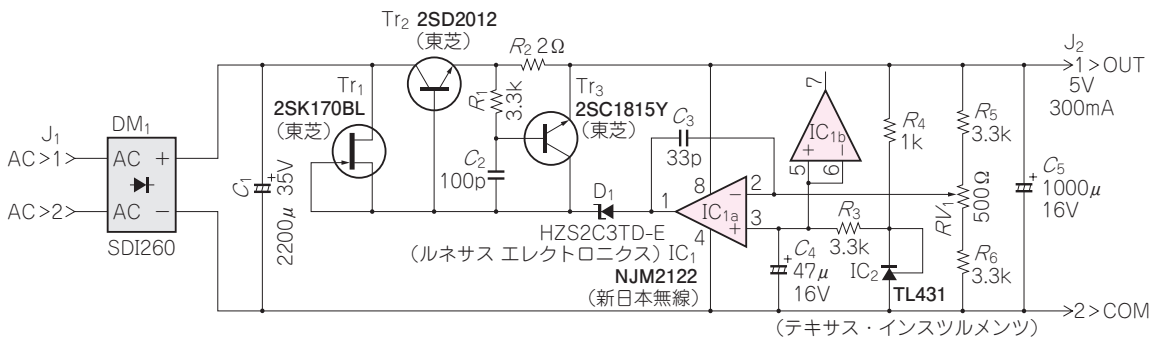 J1
AC>1>
AC>2>
DM1
AC +
AC −
SDI260
C1
+
2200μ 35V
Tr1
2SK170BL
(東芝)
Tr2 2SD2012
(東芝)
R2 2Ω
R1
3.3k
C2
100p
Tr3
2SC1815Y
(東芝)
D1
HZS2C3TD-E
(ルネサス エレクトロニクス)
C3
33p
1
8
2
3
4
−
IC1a
+
IC1
NJM2122
(新日本無線)
7
IC1b
+ −
5 6
C4
+
47μ
16V
R3
3.3k
R4
1k
IC2
TL431
(テキサス・インスツルメンツ)
R5
3.3k
RV1
500Ω
R6
3.3k
C5
+
1000μ
16V
J2
1>OUT
5V
300mA
2>COM